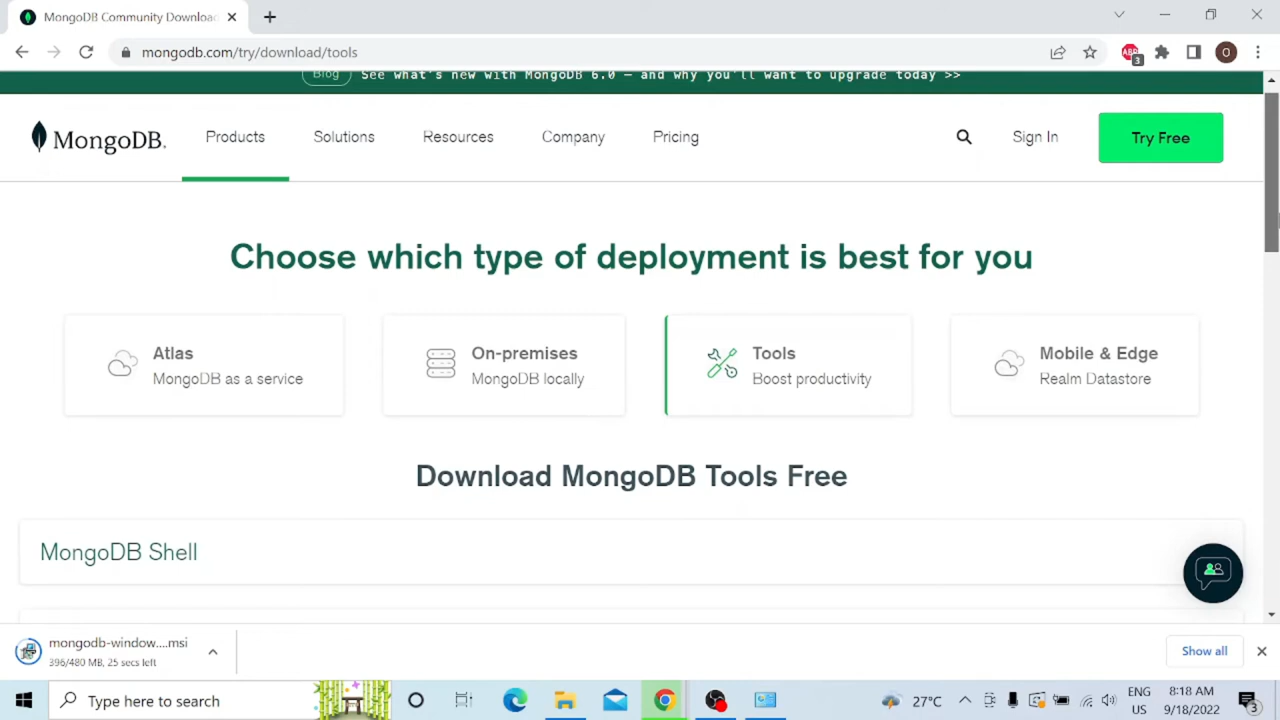 MongoDB Community Downloa
mongodb.com/try/download/tools
3
O
Blog See what's new with MongoDB 6.0 — and why you'll want to upgrade today >>
MongoDB.
Products
Solutions
Resources
Company
Pricing
Sign In
Try Free
Choose which type of deployment is best for you
Atlas
MongoDB as a service
On-premises
MongoDB locally
Tools
Boost productivity
Mobile & Edge
Realm Datastore
Download MongoDB Tools Free
MongoDB Shell
mongodb-window....msi
396/480 MB, 25 secs left
Show all
Type here to search
27°C
ENG
US
8:18 AM
9/18/2022
3